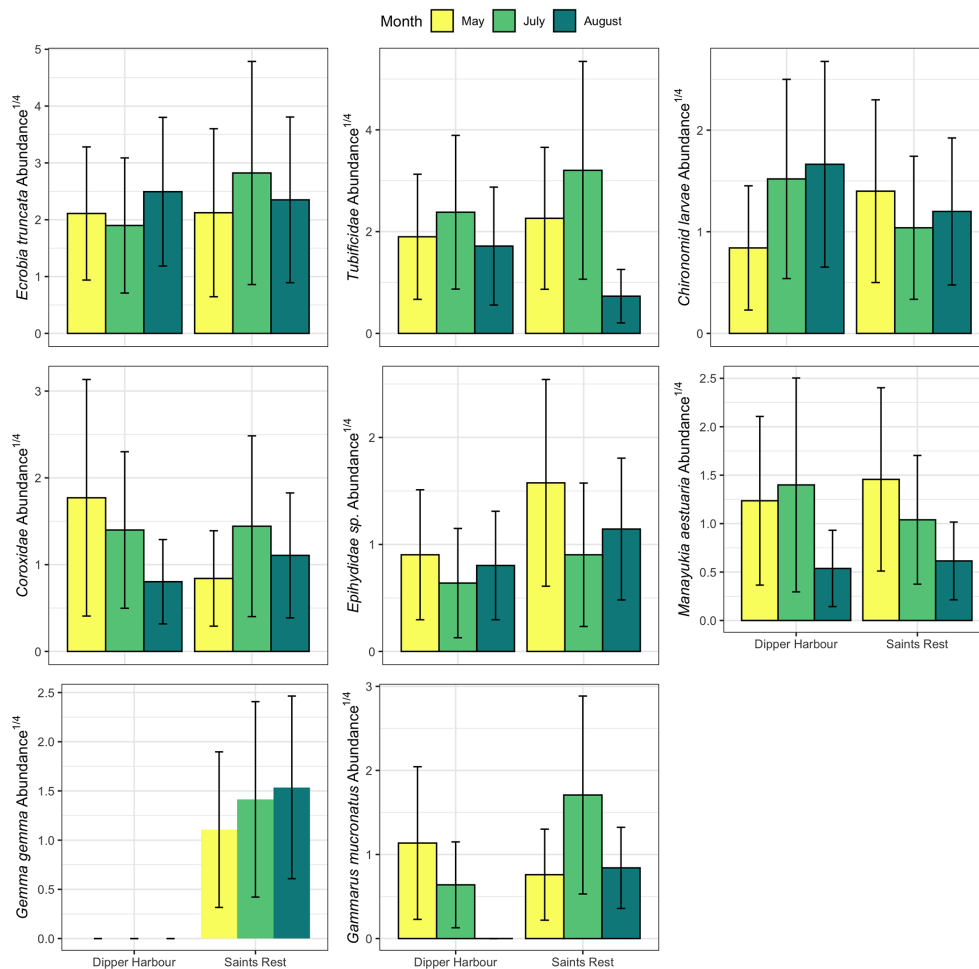 Month May July August
Ecrobia truncata Abundance1/4
5
4
3
2
1
0
Tubificidae Abundance1/4
4
2
0
Chironomid larvae Abundance1/4
2
1
0
Coroxidae Abundance1/4
3
2
1
0
Epihydidae sp. Abundance1/4
2
1
0
Manayukia aestuaria Abundance1/4
2.5
2.0
1.5
1.0
0.5
0.0
Dipper Harbour Saints Rest
Gemma gemma Abundance1/4
2.5
2.0
1.5
1.0
0.5
0.0
Dipper Harbour Saints Rest
Gammarus mucronatus Abundance1/4
3
2
1
0
Dipper Harbour Saints Rest